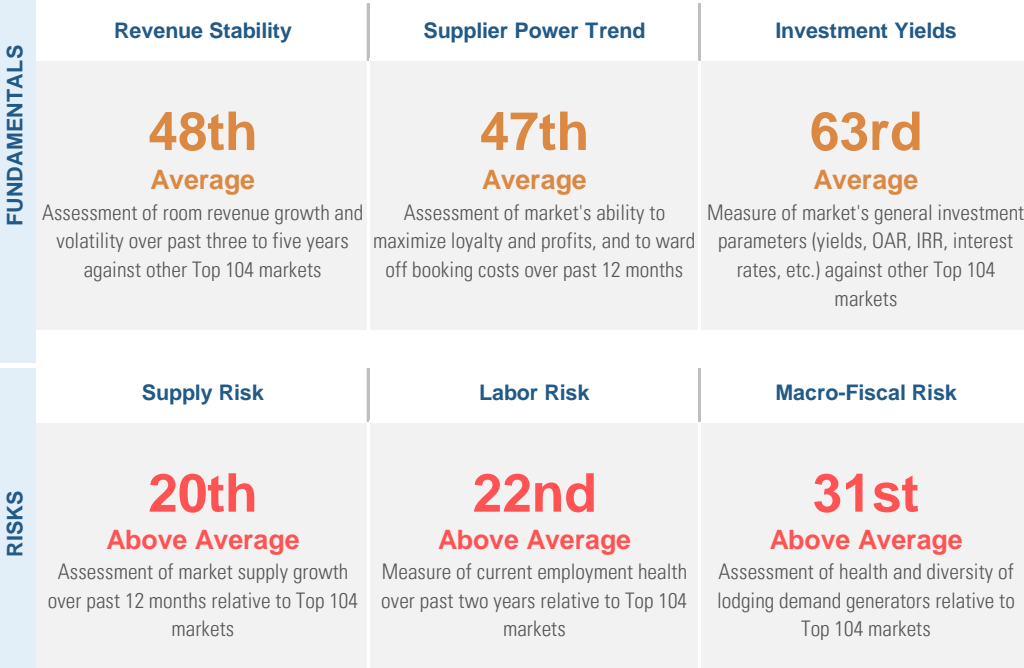 FUNDAMENTALS
Revenue Stability
48th
Average
Assessment of room revenue growth and
volatility over past three to five years
against other Top 104 markets
Supplier Power Trend
47th
Average
Assessment of market's ability to
maximize loyalty and profits, and to ward
off booking costs over past 12 months
Investment Yields
63rd
Average
Measure of market's general investment
parameters (yields, OAR, IRR, interest
rates, etc.) against other Top 104
markets
RISKS
Supply Risk
20th
Above Average
Assessment of market supply growth
over past 12 months relative to Top 104
markets
Labor Risk
22nd
Above Average
Measure of current employment health
over past two years relative to Top 104
markets
Macro-Fiscal Risk
31st
Above Average
Assessment of health and diversity of
lodging demand generators relative to
Top 104 markets